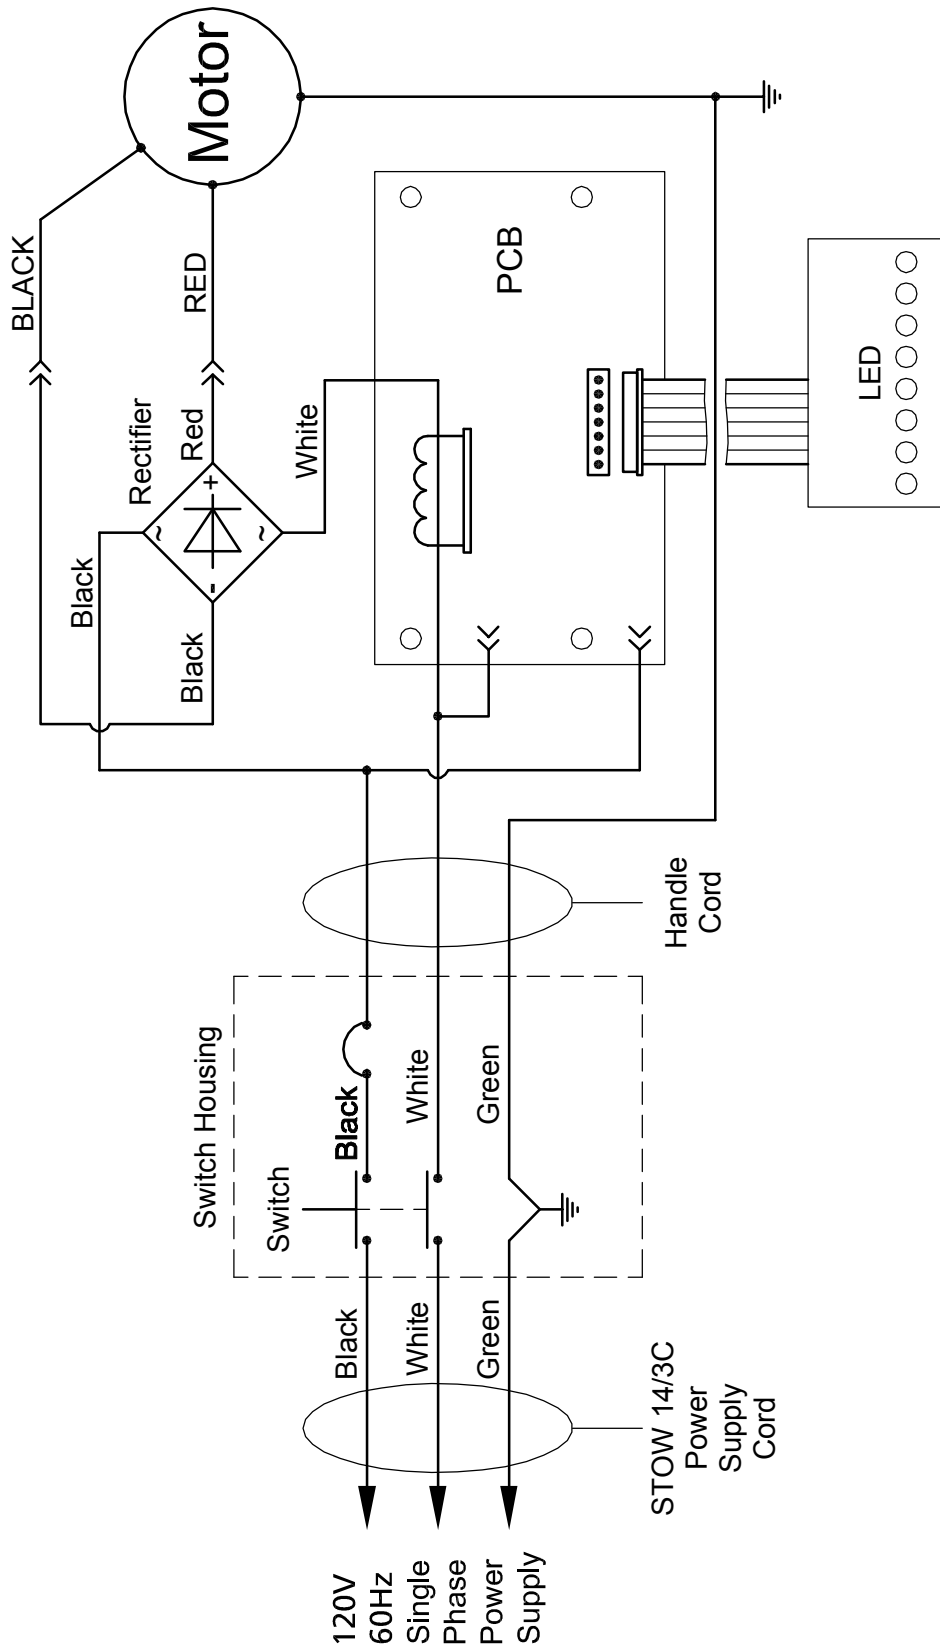 120V
60Hz
Single
Phase
Power
Supply
STOW 14/3C
Power
Supply
Cord
Black
White
Green
Switch Housing
Switch
Black
White
Green
Handle
Cord
Black
Black
Rectifier
~
+
-
~
Red
White
BLACK
RED
Motor
PCB
LED